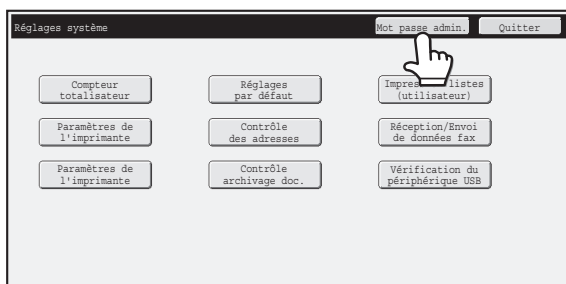 Réglages système
Mot passe admin.
Quitter
Compteur
totalisateur
Réglages
par défaut
listes
(utilisateur)
Paramètres de
l'imprimante
Contrôle
des adresses
Réception/Envoi
de données fax
Paramètres de
l'imprimante
Contrôle
archivage doc.
Vérification du
périphérique USB